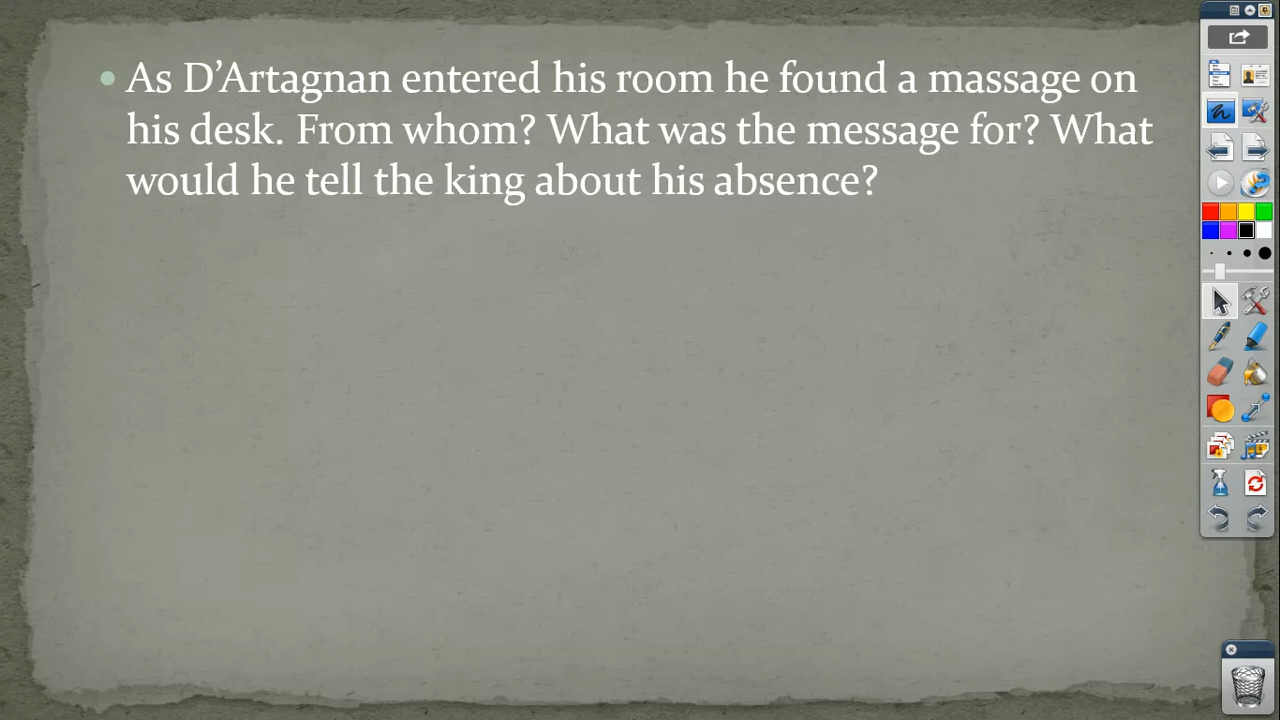 As D’Artagnan entered his room he found a massage on
his desk. From whom? What was the message for? What
would he tell the king about his absence?